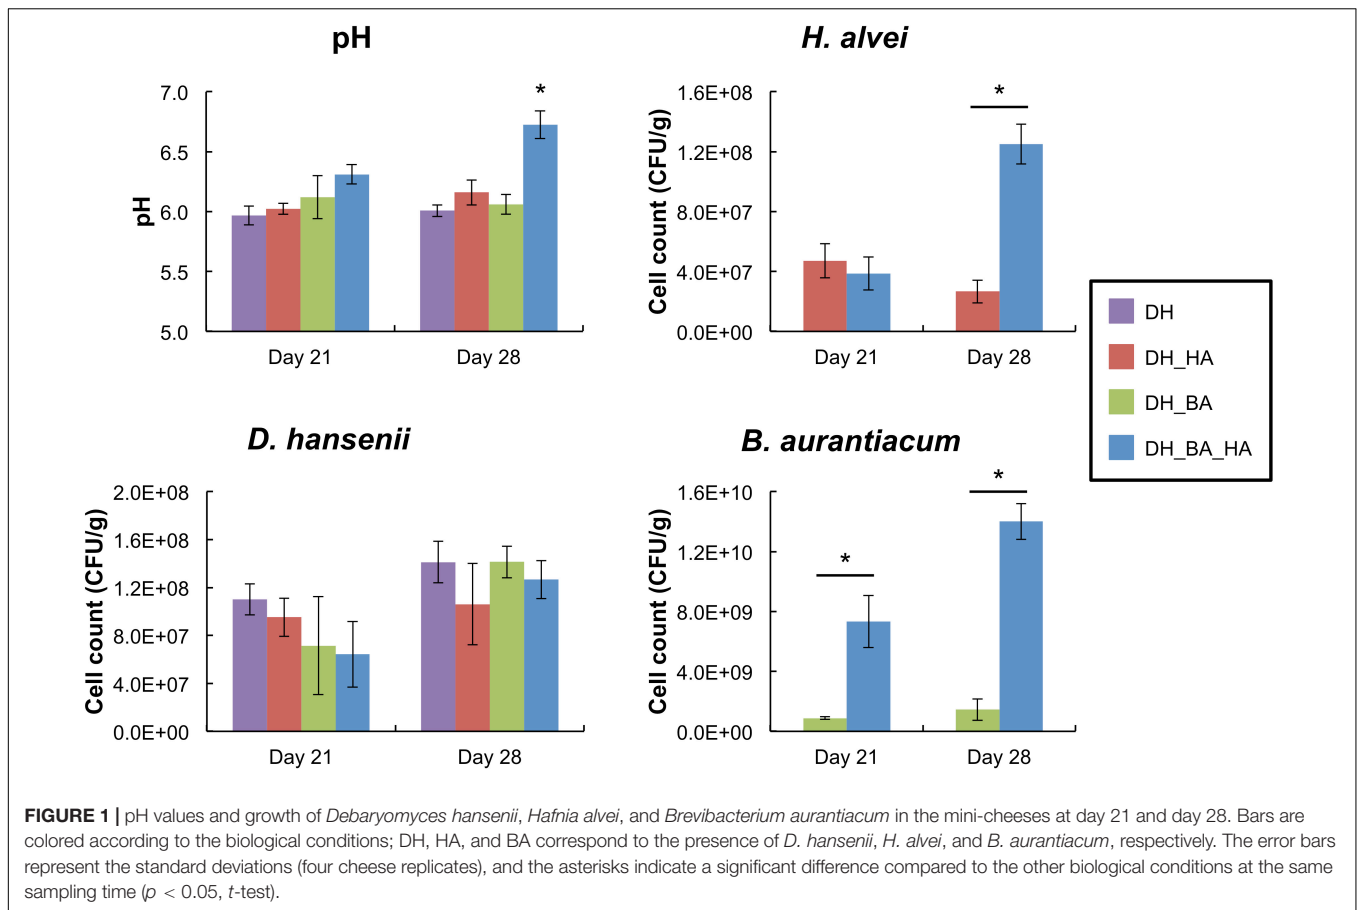 pH
7.0
6.5
6.0
5.5
5.0
pH
*
Day 21
Day 28
H. alvei
1.6E+08
1.2E+08
8.0E+07
4.0E+07
0.0E+00
Cell count (CFU/g)
*
Day 21
Day 28
DH
DH_HA
DH_BA
DH_BA_HA
D. hansenii
2.0E+08
1.6E+08
1.2E+08
8.0E+07
4.0E+07
0.0E+00
Cell count (CFU/g)
Day 21
Day 28
B. aurantiacum
1.6E+10
1.2E+10
8.0E+09
4.0E+09
0.0E+00
Cell count (CFU/g)
*
*
Day 21
Day 28
FIGURE 1 | pH values and growth of Debaryomyces hansenii, Hafnia alvei, and Brevibacterium aurantiacum in the mini-cheeses at day 21 and day 28. Bars are
colored according to the biological conditions; DH, HA, and BA correspond to the presence of D. hansenii, H. alvei, and B. aurantiacum, respectively. The error bars
represent the standard deviations (four cheese replicates), and the asterisks indicate a significant difference compared to the other biological conditions at the same
sampling time (p < 0.05, t-test).